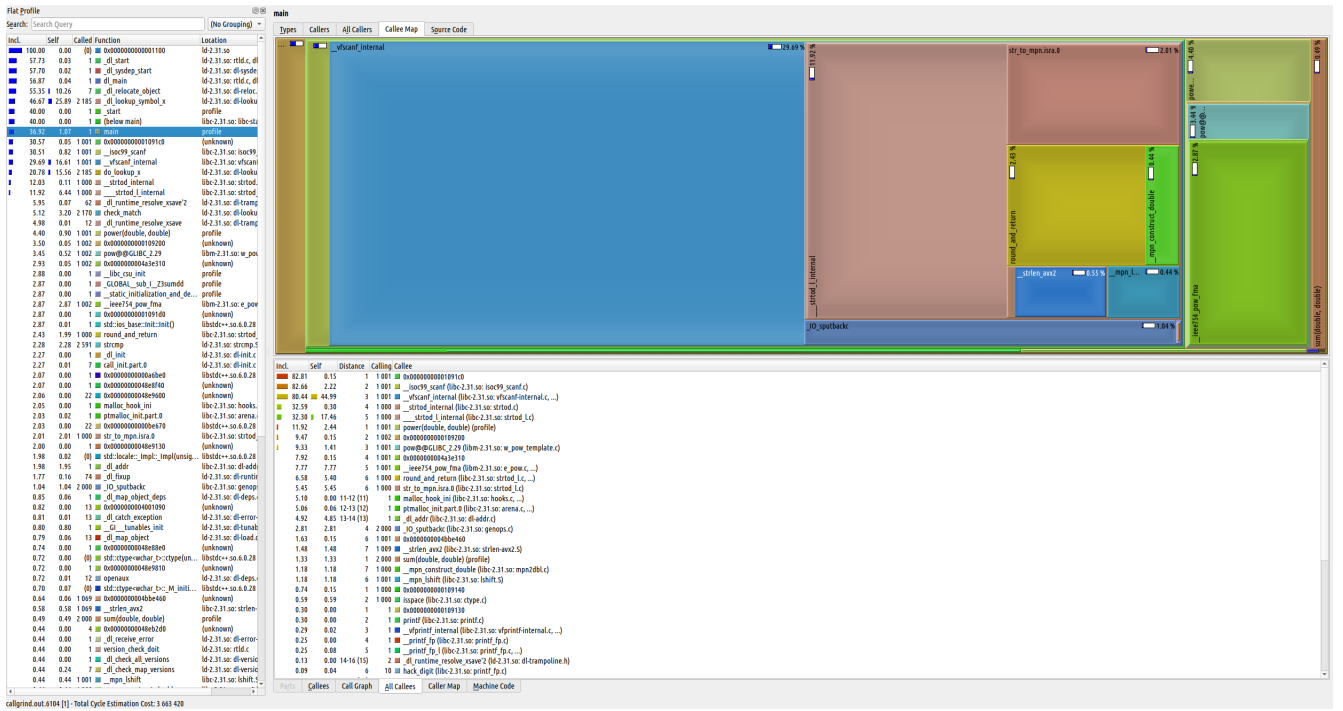 Flat Profile
Search: Search Query (No Grouping)
Incl. Self Called Function Location
100.00 0.00 (0) 0x0000000000001100 ld-2.31.so
57.73 0.03 1 _dl_start ld-2.31.so: rtld.c, dl
57.70 0.02 1 _dl_sysdep_start ld-2.31.so: dl-sysde
56.87 0.04 1 dl_main ld-2.31.so: rtld.c, dl
55.35 10.26 7 _dl_relocate_object ld-2.31.so: dl-reloc.
46.67 25.89 2 185 _dl_lookup_symbol_x ld-2.31.so: dl-looku
40.00 0.00 1 _start profile
40.00 0.00 1 (below main) libc-2.31.so: libc-sta
36.92 1.07 1 main profile
30.57 0.05 1 001 0x00000000001091c0 (unknown)
30.51 0.82 1 001 __isoc99_scanf libc-2.31.so: isoc99_
29.69 16.61 1 001 __vfscanf_internal libc-2.31.so: vfscanf
20.78 15.56 2 185 do_lookup_x ld-2.31.so: dl-looku
12.03 0.11 1 000 __strtod_internal libc-2.31.so: strtod.
11.92 6.44 1 000 ____strtod_l_internal libc-2.31.so: strtod_
5.95 0.07 62 _dl_runtime_resolve_xsave'2 ld-2.31.so: dl-tramp
5.12 3.20 2 170 check_match ld-2.31.so: dl-looku
4.98 0.01 12 _dl_runtime_resolve_xsave ld-2.31.so: dl-tramp
4.40 0.90 1 001 power(double, double) profile
3.50 0.05 1 002 0x0000000000109200 (unknown)
3.45 0.52 1 002 pow@@GLIBC_2.29 libm-2.31.so: w_pow
2.93 0.05 1 002 0x0000000004a3e310 (unknown)
2.88 0.00 1 __libc_csu_init profile
2.87 0.00 1 _GLOBAL__sub_I__Z3sumdd profile
2.87 0.00 1 __static_initialization_and_de... profile
2.87 2.87 1 002 __ieee754_pow_fma libm-2.31.so: e_pow
2.87 0.00 1 0x00000000001091d0 (unknown)
2.87 0.01 1 std::ios_base::Init::Init() libstdc++.so.6.0.28
2.43 1.99 1 000 round_and_return libc-2.31.so: strtod_
2.28 2.28 2 591 strcmp ld-2.31.so: strcmp.S
2.27 0.00 1 _dl_init ld-2.31.so: dl-init.c
2.27 0.01 7 call_init.part.0 ld-2.31.so: dl-init.c
2.07 0.00 1 0x00000000000a6be0 libstdc++.so.6.0.28
2.07 0.00 1 0x00000000048e8f40 (unknown)
2.06 0.00 22 0x00000000048e9600 (unknown)
2.05 0.00 1 malloc_hook_ini libc-2.31.so: hooks.
2.03 0.02 1 ptmalloc_init.part.0 libc-2.31.so: arena.
2.03 0.00 22 0x00000000000be670 libstdc++.so.6.0.28
2.01 2.01 1 000 str_to_mpn.isra.0 libc-2.31.so: strtod_
2.00 0.00 1 0x00000000048e9130 (unknown)
1.98 0.02 (0) std::locale::_Impl::_Impl(unsig... libstdc++.so.6.0.28
1.98 1.95 1 _dl_addr libc-2.31.so: dl-add
1.77 0.16 74 _dl_fixup ld-2.31.so: dl-runtir
1.04 1.04 2 000 _IO_sputbackc libc-2.31.so: genop
0.85 0.06 1 _dl_map_object_deps ld-2.31.so: dl-deps.
0.82 0.00 13 0x0000000004001090 (unknown)
0.81 0.01 13 _dl_catch_exception ld-2.31.so: dl-error-
0.80 0.80 1 __GI___tunables_init ld-2.31.so: dl-tunab
0.79 0.06 13 _dl_map_object ld-2.31.so: dl-load.c
0.74 0.00 1 0x00000000048e88e0 (unknown)
0.72 0.00 (0) std::ctype<wchar_t>::ctype(un... libstdc++.so.6.0.28
0.72 0.00 1 0x00000000048e9810 (unknown)
0.72 0.01 12 openaux ld-2.31.so: dl-deps.
0.70 0.07 (0) std::ctype<wchar_t>::_M_initi... libstdc++.so.6.0.28
0.64 0.06 1 069 0x0000000004bbe460 (unknown)
0.58 0.58 1 069 __strlen_avx2 libc-2.31.so: strlen-
0.49 0.49 2 000 sum(double, double) profile
0.44 0.00 4 0x00000000048eb2d0 (unknown)
0.44 0.00 1 _dl_receive_error ld-2.31.so: dl-error-
0.44 0.00 1 version_check_doit ld-2.31.so: rtld.c
0.44 0.00 1 _dl_check_all_versions ld-2.31.so: dl-versio
0.44 0.24 7 _dl_check_map_versions ld-2.31.so: dl-versio
0.44 0.44 1 001 __mpn_lshift libc-2.31.so: lshift.S
main
Types Callers All Callers Callee Map Source Code
...
__vfscanf_internal 29.69 %
____strtod_l_internal 11.92 %
str_to_mpn.isra.0 2.01 %
round_and_return 2.43 %
__mpn_construct_double 0.44 %
__strlen_avx2 0.55 %
__mpn_l... 0.44 %
_IO_sputbackc 1.04 %
powe... 4.40 %
pow@@... 3.44 %
__ieee754_pow_fma 2.87 %
sum(double, double) 0.49 %
Incl. Self Distance Calling Callee
82.81 0.15 1 1 001 0x00000000001091c0
82.66 2.22 2 1 001 __isoc99_scanf (libc-2.31.so: isoc99_scanf.c)
80.44 44.99 3 1 001 __vfscanf_internal (libc-2.31.so: vfscanf-internal.c, ...)
32.59 0.30 4 1 000 __strtod_internal (libc-2.31.so: strtod.c)
32.30 17.46 5 1 000 ____strtod_l_internal (libc-2.31.so: strtod_l.c)
11.92 2.44 1 1 001 power(double, double) (profile)
9.47 0.15 2 1 002 0x0000000000109200
9.33 1.41 3 1 001 pow@@GLIBC_2.29 (libm-2.31.so: w_pow_template.c)
7.92 0.15 4 1 001 0x0000000004a3e310
7.77 7.77 5 1 001 __ieee754_pow_fma (libm-2.31.so: e_pow.c, ...)
6.58 5.40 6 1 000 round_and_return (libc-2.31.so: strtod_l.c, ...)
5.45 5.45 6 1 000 str_to_mpn.isra.0 (libc-2.31.so: strtod_l.c)
5.10 0.00 11-12 (11) 1 malloc_hook_ini (libc-2.31.so: hooks.c, ...)
5.06 0.06 12-13 (12) 1 ptmalloc_init.part.0 (libc-2.31.so: arena.c, ...)
4.92 4.85 13-14 (13) 1 _dl_addr (libc-2.31.so: dl-addr.c)
2.81 2.81 4 2 000 _IO_sputbackc (libc-2.31.so: genops.c)
1.63 0.15 6 1 001 0x0000000004bbe460
1.48 1.48 7 1 009 __strlen_avx2 (libc-2.31.so: strlen-avx2.S)
1.33 1.33 1 2 000 sum(double, double) (profile)
1.18 1.18 7 1 000 __mpn_construct_double (libc-2.31.so: mpn2dbl.c)
1.18 1.18 6 1 001 __mpn_lshift (libc-2.31.so: lshift.S)
0.74 0.15 1 1 000 0x0000000000109140
0.59 0.59 2 1 000 isspace (libc-2.31.so: ctype.c)
0.30 0.00 1 1 0x0000000000109130
0.30 0.00 2 1 printf (libc-2.31.so: printf.c)
0.29 0.02 3 1 __vfprintf_internal (libc-2.31.so: vfprintf-internal.c, ...)
0.25 0.00 4 1 __printf_fp (libc-2.31.so: printf_fp.c)
0.25 0.08 5 1 __printf_fp_l (libc-2.31.so: printf_fp.c, ...)
0.13 0.00 14-16 (15) 2 _dl_runtime_resolve_xsave'2 (ld-2.31.so: dl-trampoline.h)
0.09 0.04 6 10 hack_digit (libc-2.31.so: printf_fp.c)
Parts Callees Call Graph All Callees Caller Map Machine Code
callgrind.out.6104 [1] - Total Cycle Estimation Cost: 3 663 420